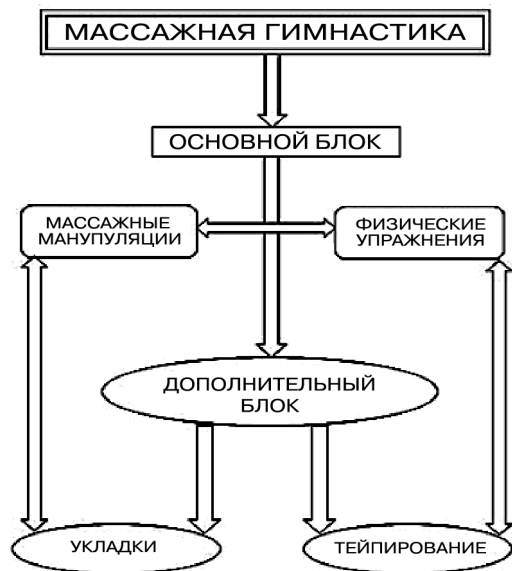 МАССАЖНАЯ ГИМНАСТИКА
ОСНОВНОЙ БЛОК
МАССАЖНЫЕ
МАНУПУЛЯЦИИ
ФИЗИЧЕСКИЕ
УПРАЖНЕНИЯ
ДОПОЛНИТЕЛЬНЫЙ
БЛОК
УКЛАДКИ
ТЕЙПИРОВАНИЕ